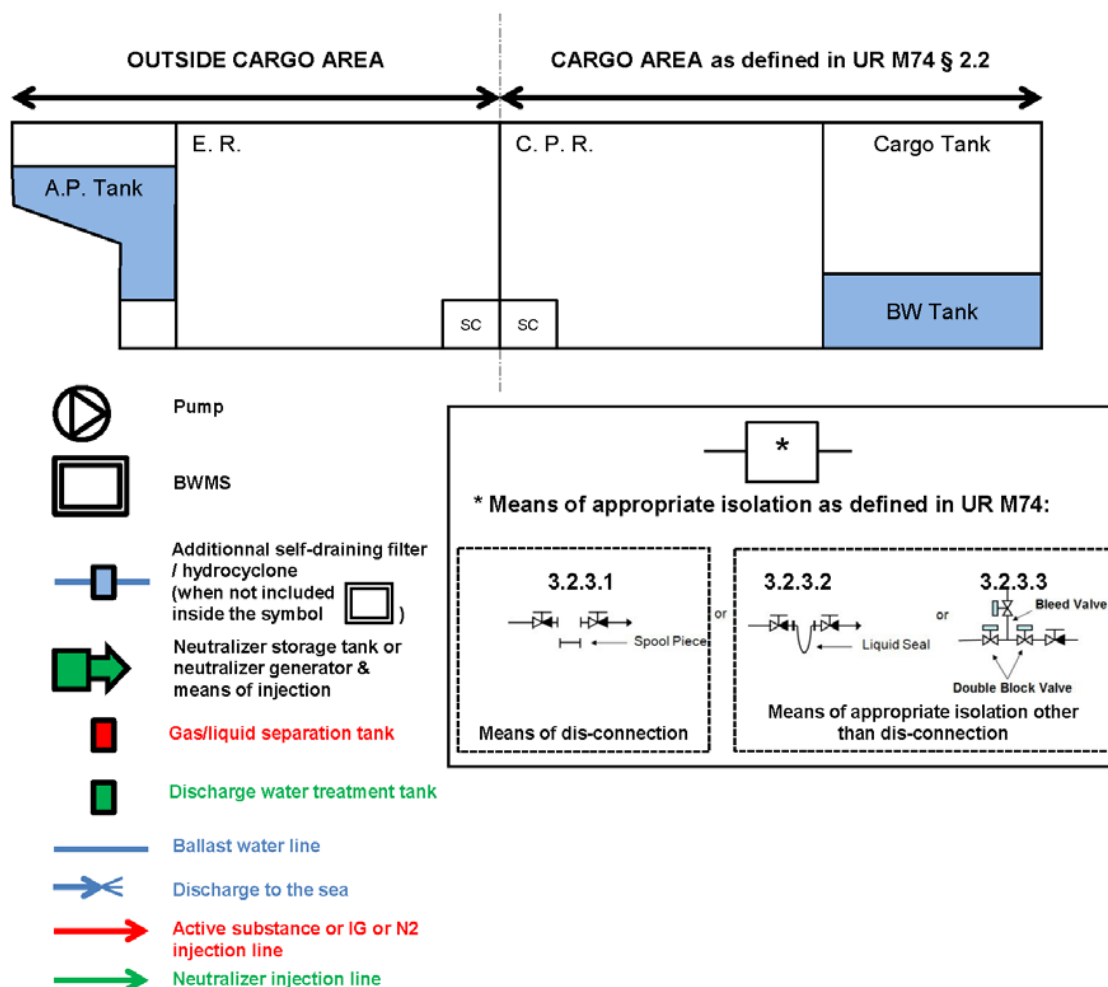 OUTSIDE CARGO AREA
CARGO AREA as defined in UR M74 § 2.2
E. R.
C. P. R.
Cargo Tank
A.P. Tank
SC
SC
BW Tank
Pump
BWMS
Additionnal self-draining filter
/ hydrocyclone
(when not included
inside the symbol )
Neutralizer storage tank or
neutralizer generator &
means of injection
Gas/liquid separation tank
Discharge water treatment tank
Ballast water line
Discharge to the sea
Active substance or IG or N2
injection line
Neutralizer injection line
*
* Means of appropriate isolation as defined in UR M74:
3.2.3.1
Spool Piece
Means of dis-connection
or
3.2.3.2
Liquid Seal
or
3.2.3.3
Bleed Valve
Double Block Valve
Means of appropriate isolation other
than dis-connection